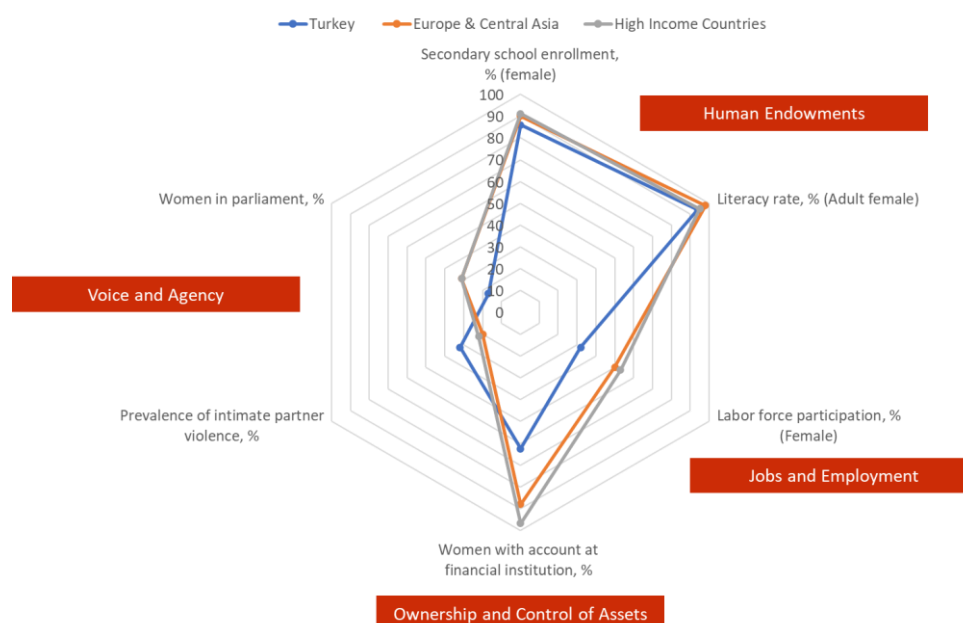 Turkey
Europe & Central Asia
High Income Countries
Secondary school enrollment,
% (female)
Human Endowments
100
90
80
70
60
50
40
30
20
10
0
Women in parliament, %
Literacy rate, % (Adult female)
Voice and Agency
Prevalence of intimate partner
violence, %
Labor force participation, %
(Female)
Jobs and Employment
Women with account at
financial institution, %
Ownership and Control of Assets